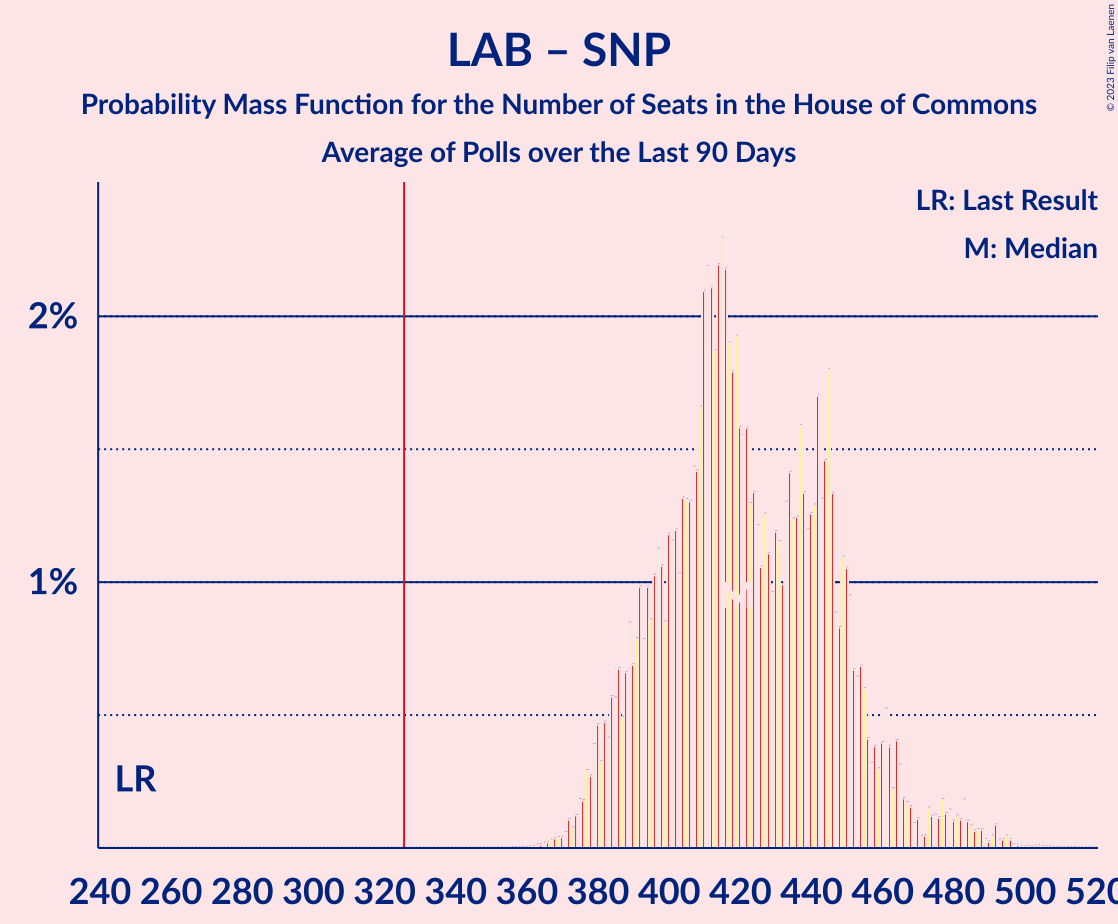 LAB – SNP
Probability Mass Function for the Number of Seats in the House of Commons
Average of Polls over the Last 90 Days
© 2023 Filip van Laenen
LR: Last Result
M: Median
2%
1%
M
LR
240 260 280 300 320 340 360 380 400 420 440 460 480 500 520